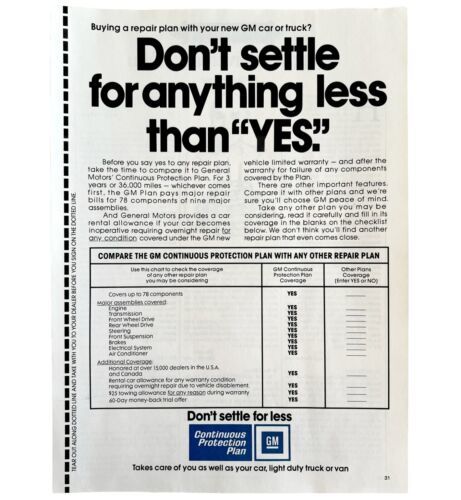 Buying a repair plan with your new GM car or truck?
Don't settle
for anything less
than "YES."
Before you say yes to any repair plan,
take the time to compare it to General
Motors' Continuous Protection Plan. For 3
years or 36,000 miles — whichever comes
first, the GM Plan pays major repair
bills for 78 components of nine major
assemblies.
And General Motors provides a car
rental allowance if your car becomes
inoperative requiring overnight repair for
any condition covered under the GM new
vehicle limited warranty — and after the
warranty for failure of any components
covered by the Plan.
There are other important features.
Compare it with other plans and we're
sure you'll choose GM peace of mind.
Take any other plan you may be
considering, read it carefully and fill in its
coverage in the blanks on the checklist
below. We don't think you'll find another
repair plan that even comes close.
TEAR OUT ALONG DOTTED LINE AND TAKE WITH YOU TO YOUR DEALER BEFORE YOU SIGN ON THE DOTTED LINE.
COMPARE THE GM CONTINUOUS PROTECTION PLAN WITH ANY OTHER REPAIR PLAN
Use this chart to check the coverage
of any other repair plan
you may be considering
GM Continuous
Protection Plan
Coverage
Other Plans
Coverage
(Enter YES or NO)
Covers up to 78 components YES
Major assemblies covered:
Engine YES
Transmission YES
Front Wheel Drive YES
Rear Wheel Drive YES
Steering YES
Front Suspension YES
Brakes YES
Electrical System YES
Air Conditioner YES
Additional Coverage:
Honored at over 15,000 dealers in the U.S.A.
and Canada YES
Rental car allowance for any warranty condition
requiring overnight repair due to vehicle disablement. YES
$25 towing allowance for any reason during warranty YES
60-Day money-back trial offer YES
Don't settle for less
Continuous
Protection
Plan
GM
Takes care of you as well as your car, light duty truck or van
31